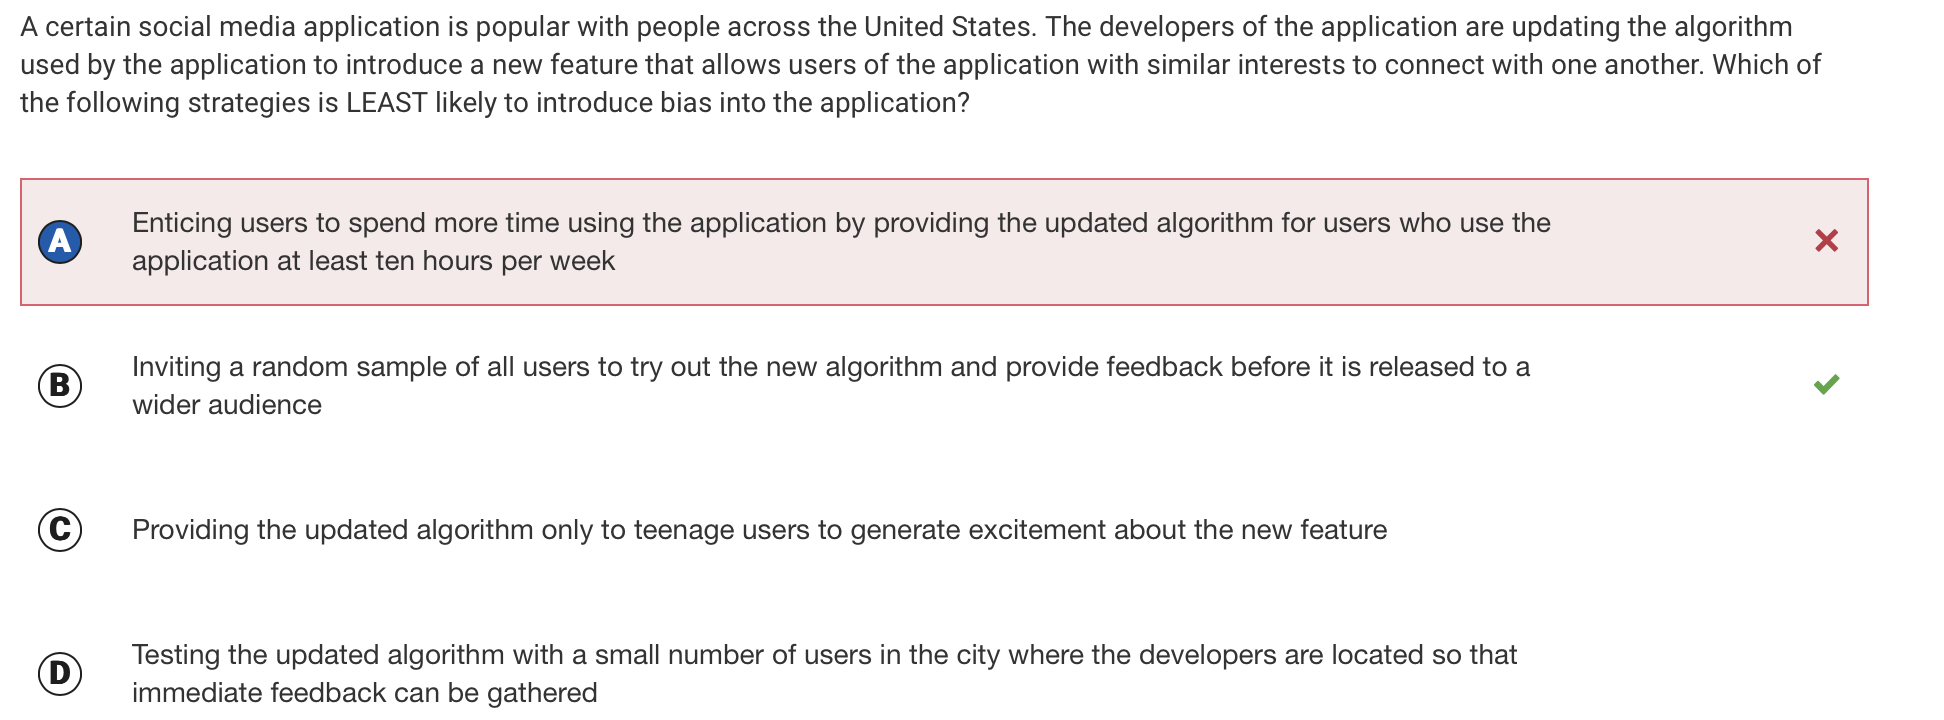 A certain social media application is popular with people across the United States. The developers of the application are updating the algorithm
used by the application to introduce a new feature that allows users of the application with similar interests to connect with one another. Which of
the following strategies is LEAST likely to introduce bias into the application?
A Enticing users to spend more time using the application by providing the updated algorithm for users who use the
application at least ten hours per week
B Inviting a random sample of all users to try out the new algorithm and provide feedback before it is released to a
wider audience
C Providing the updated algorithm only to teenage users to generate excitement about the new feature
D Testing the updated algorithm with a small number of users in the city where the developers are located so that
immediate feedback can be gathered